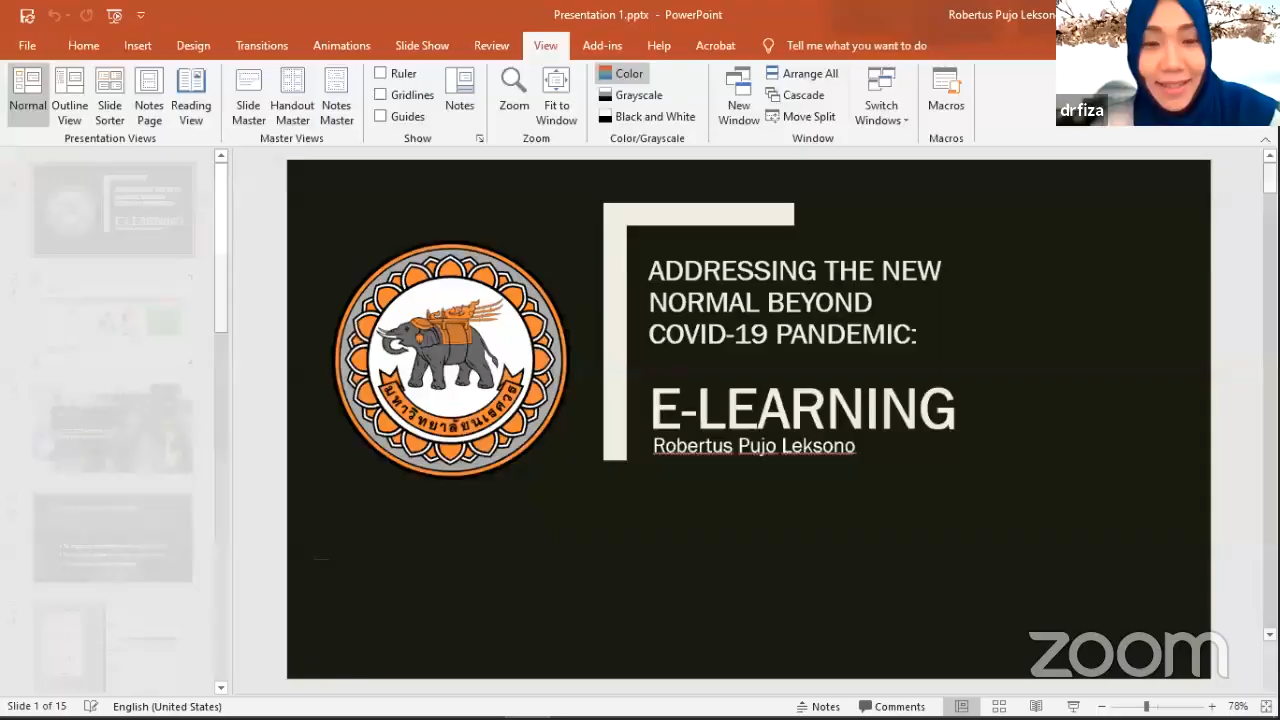 Presentation 1.pptx - PowerPoint
Robertus Pujo Lekson
File Home Insert Design Transitions Animations Slide Show Review View Add-ins Help Acrobat Tell me what you want to do
drfiza
Normal
Outline View
Slide Sorter
Notes Page
Reading View
Presentation Views
Slide Master
Handout Master
Notes Master
Master Views
Ruler
Gridlines
Guides
Notes
Show
Zoom
Fit to Window
Zoom
Color
Grayscale
Black and White
Color/Grayscale
New Window
Arrange All
Cascade
Move Split
Window
Switch Windows
Macros
Macros
ADDRESSING THE NEW
NORMAL BEYOND
COVID-19 PANDEMIC:
E-LEARNING
Robertus Pujo Leksono
มหาวิทยาลัยนเรศวร
zoom
Slide 1 of 15 English (United States) Notes Comments 78%